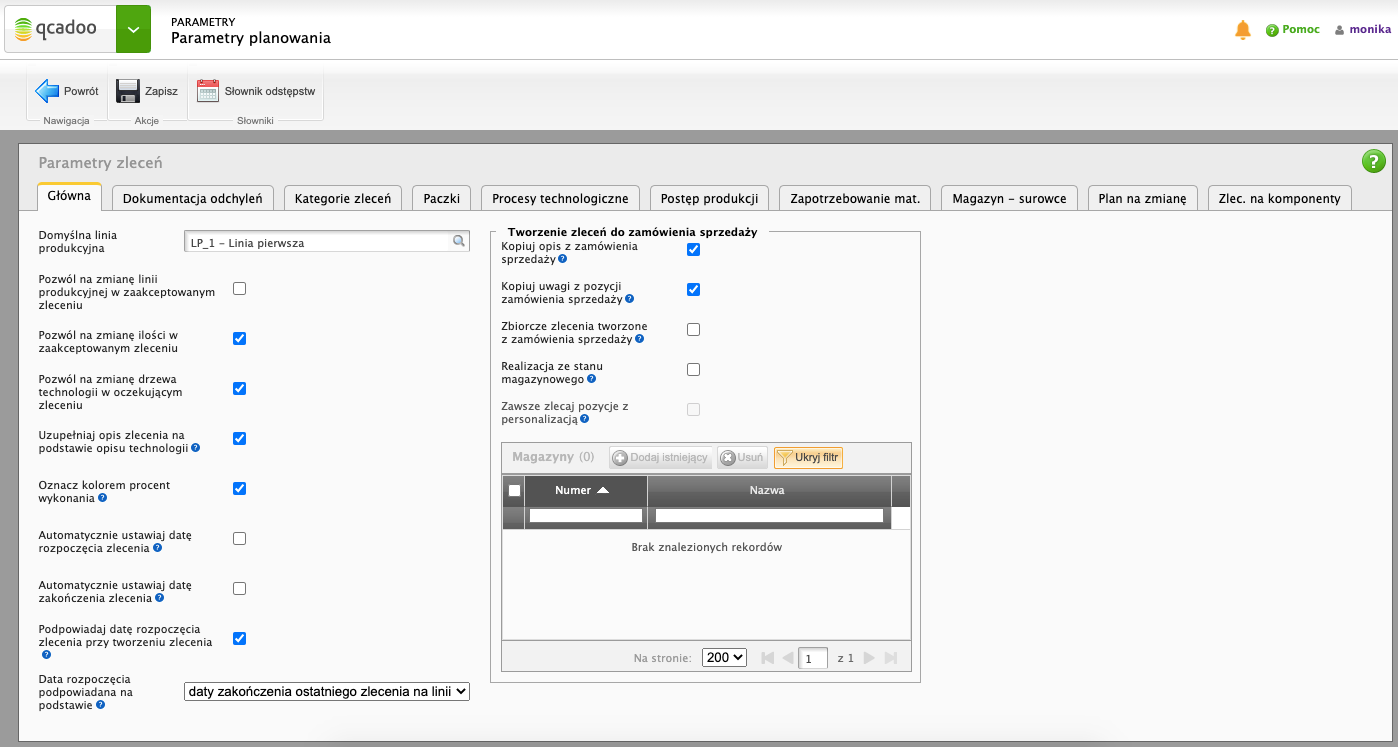 qcadoo
PARAMETRY
Parametry planowania
Pomoc
monika
Powrót
Zapisz
Słownik odstępstw
Nawigacja
Akcje
Słowniki
Parametry zleceń
Główna
Dokumentacja odchyleń
Kategorie zleceń
Paczki
Procesy technologiczne
Postęp produkcji
Zapotrzebowanie mat.
Magazyn - surowce
Plan na zmianę
Zlec. na komponenty
Domyślna linia
produkcyjna
LP_1 - Linia pierwsza
Pozwól na zmianę linii
produkcyjnej w zaakceptowanym
zleceniu
Pozwól na zmianę ilości w
zaakceptowanym zleceniu
Pozwól na zmianę drzewa
technologii w oczekującym
zleceniu
Uzupełniaj opis zlecenia na
podstawie opisu technologii
Oznacz kolorem procent
wykonania
Automatycznie ustawiaj datę
rozpoczęcia zlecenia
Automatycznie ustawiaj datę
zakończenia zlecenia
Podpowiadaj datę rozpoczęcia
zlecenia przy tworzeniu zlecenia
Data rozpoczęcia
podpowiadana na
podstawie
daty zakończenia ostatniego zlecenia na linii
Tworzenie zleceń do zamówienia sprzedaży
Kopiuj opis z zamówienia
sprzedaży
Kopiuj uwagi z pozycji
zamówienia sprzedaży
Zbiorcze zlecenia tworzone
z zamówienia sprzedaży
Realizacja ze stanu
magazynowego
Zawsze zlecaj pozycje z
personalizacją
Magazyny (0)
Dodaj istniejący
Usuń
Ukryj filtr
Numer
Nazwa
Brak znalezionych rekordów
Na stronie:
200
1
z 1